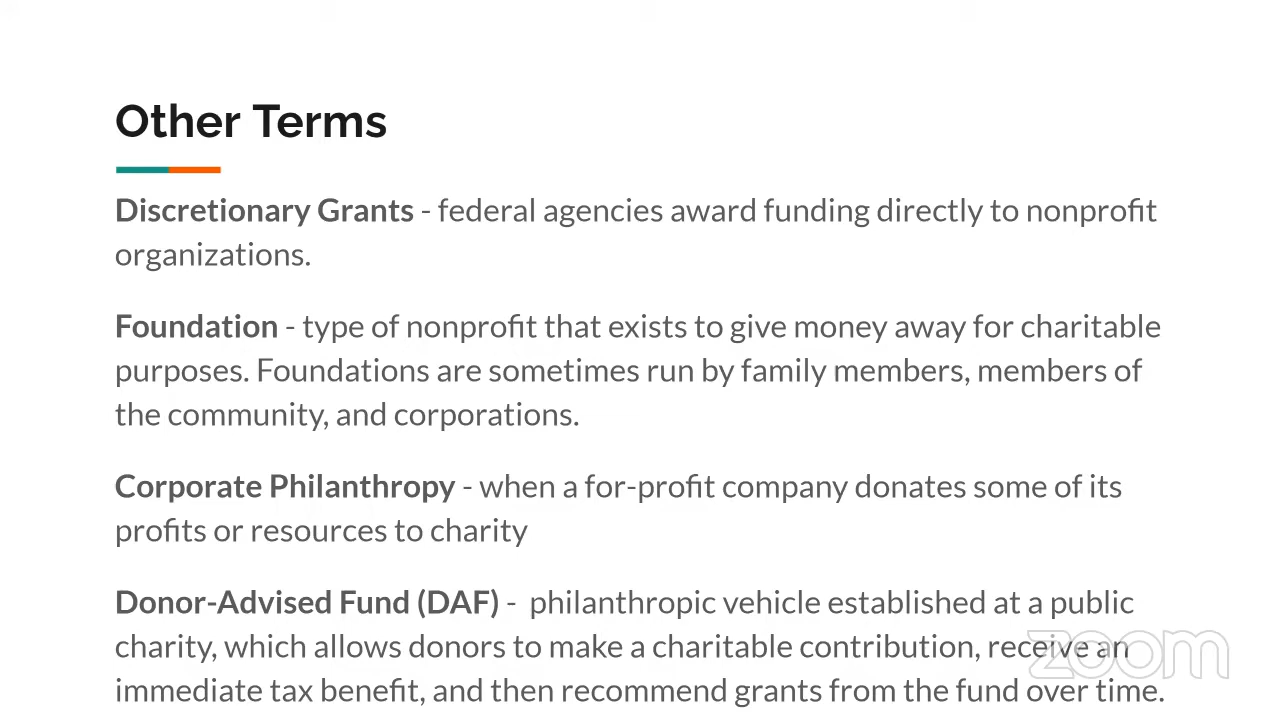 Other Terms
Discretionary Grants - federal agencies award funding directly to nonprofit
organizations.
Foundation - type of nonprofit that exists to give money away for charitable
purposes. Foundations are sometimes run by family members, members of
the community, and corporations.
Corporate Philanthropy - when a for-profit company donates some of its
profits or resources to charity
Donor-Advised Fund (DAF) -  philanthropic vehicle established at a public
charity, which allows donors to make a charitable contribution, receive an
immediate tax benefit, and then recommend grants from the fund over time.
zoom